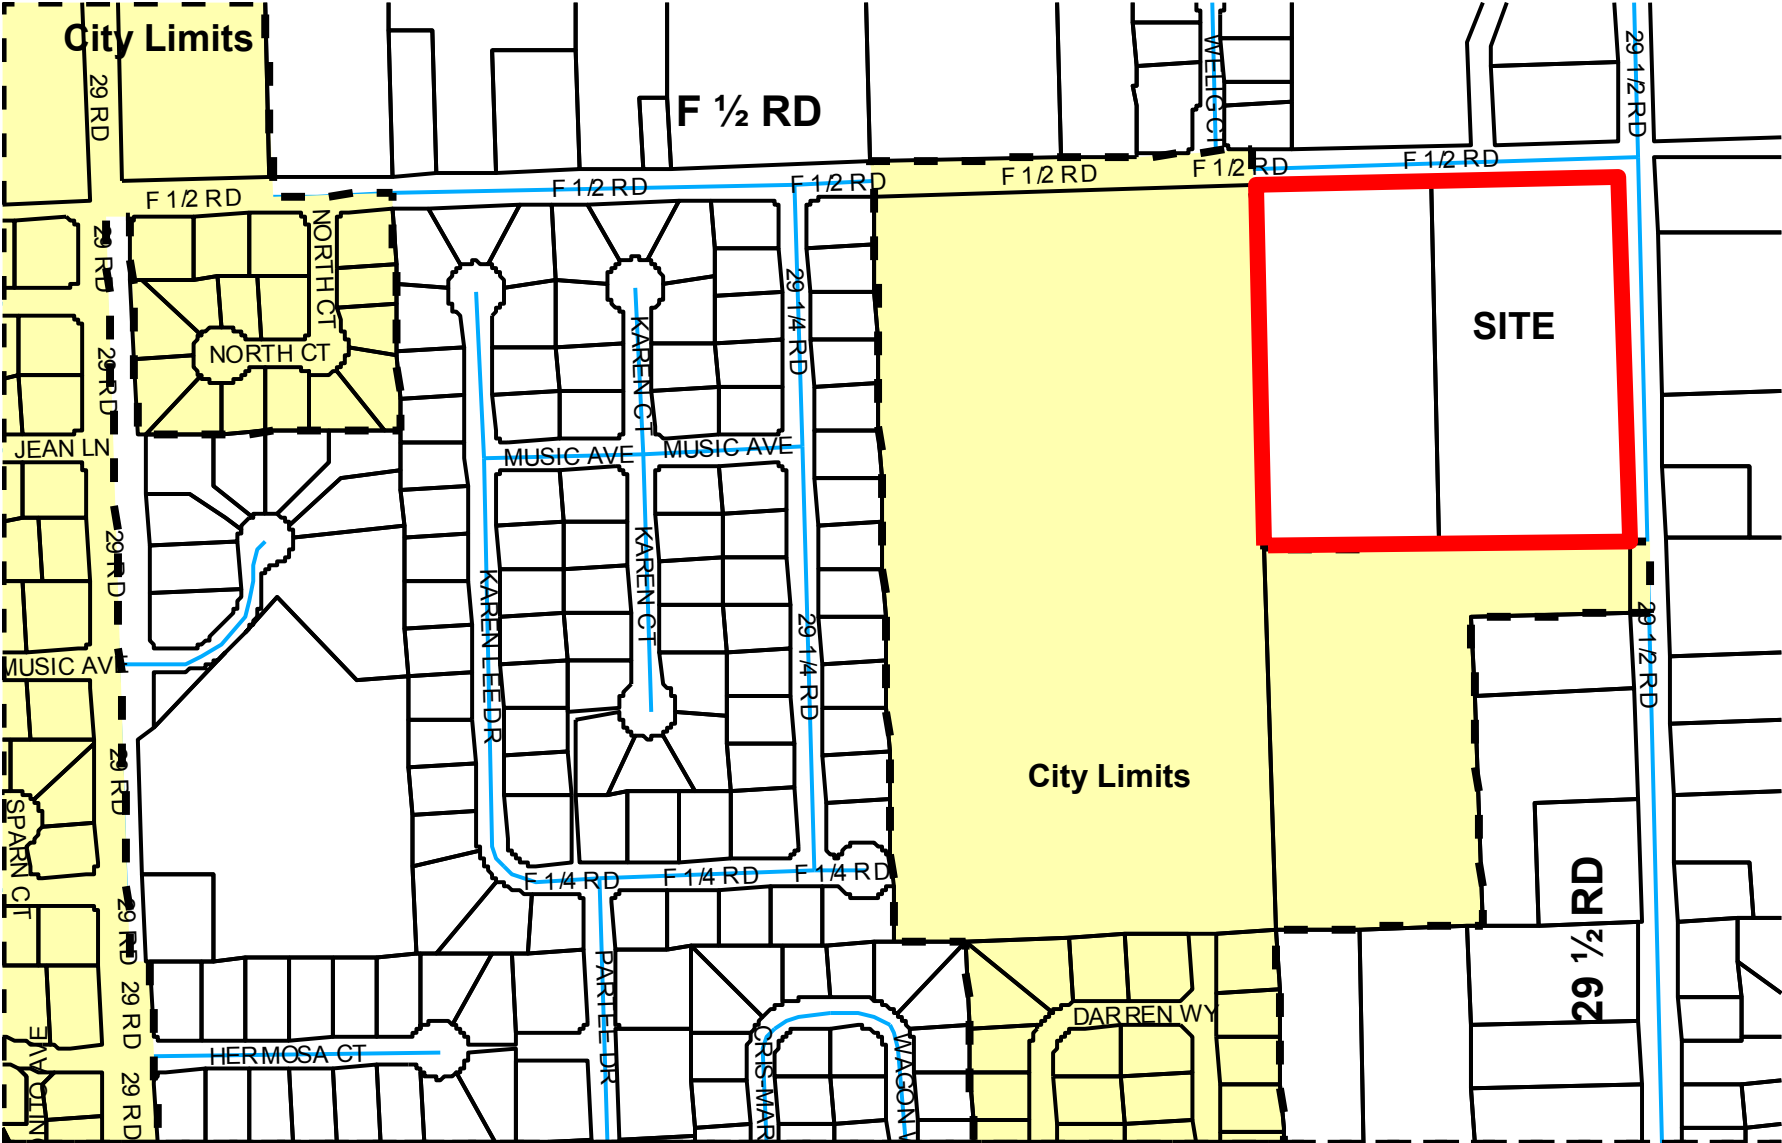 City Limits
29 RD
F ½ RD
WELIG CT
29 1/2 RD
F 1/2 RD
F 1/2 RD
F 1/2 RD
F 1/2 RD
F 1/2 RD
F 1/2 RD
29 RD
NORTH CT
NORTH CT
29 1/4 RD
KAREN CT
SITE
29 RD
JEAN LN
MUSIC AVE
MUSIC AVE
29 RD
KAREN CT
KAREN LEE DR
29 1/4 RD
29 1/2 RD
MUSIC AVE
29 RD
City Limits
SPARN CT
F 1/4 RD
F 1/4 RD
F 1/4 RD
29 ½ RD
29 RD
PARTEE DR
29 RD
DARREN WY
HERMOSA CT
CRIS-MAR
WAGON
29 RD